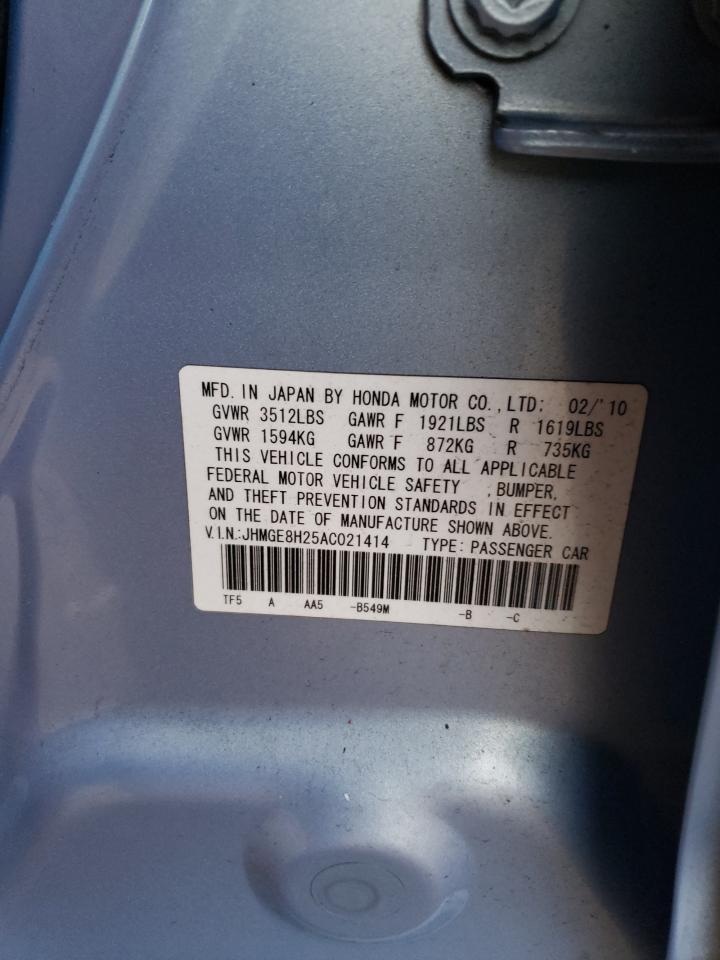 MFD. IN JAPAN BY HONDA MOTOR CO., LTD: 02/'10
GVWR 3512LBS GAWR F 1921LBS R 1619LBS
GVWR 1594KG GAWR F 872KG R 735KG
THIS VEHICLE CONFORMS TO ALL APPLICABLE
FEDERAL MOTOR VEHICLE SAFETY , BUMPER,
AND THEFT PREVENTION STANDARDS IN EFFECT
ON THE DATE OF MANUFACTURE SHOWN ABOVE.
V.I.N.:JHMGE8H25AC021414 TYPE: PASSENGER CAR
TF5 A AA5 -B549M -B -C